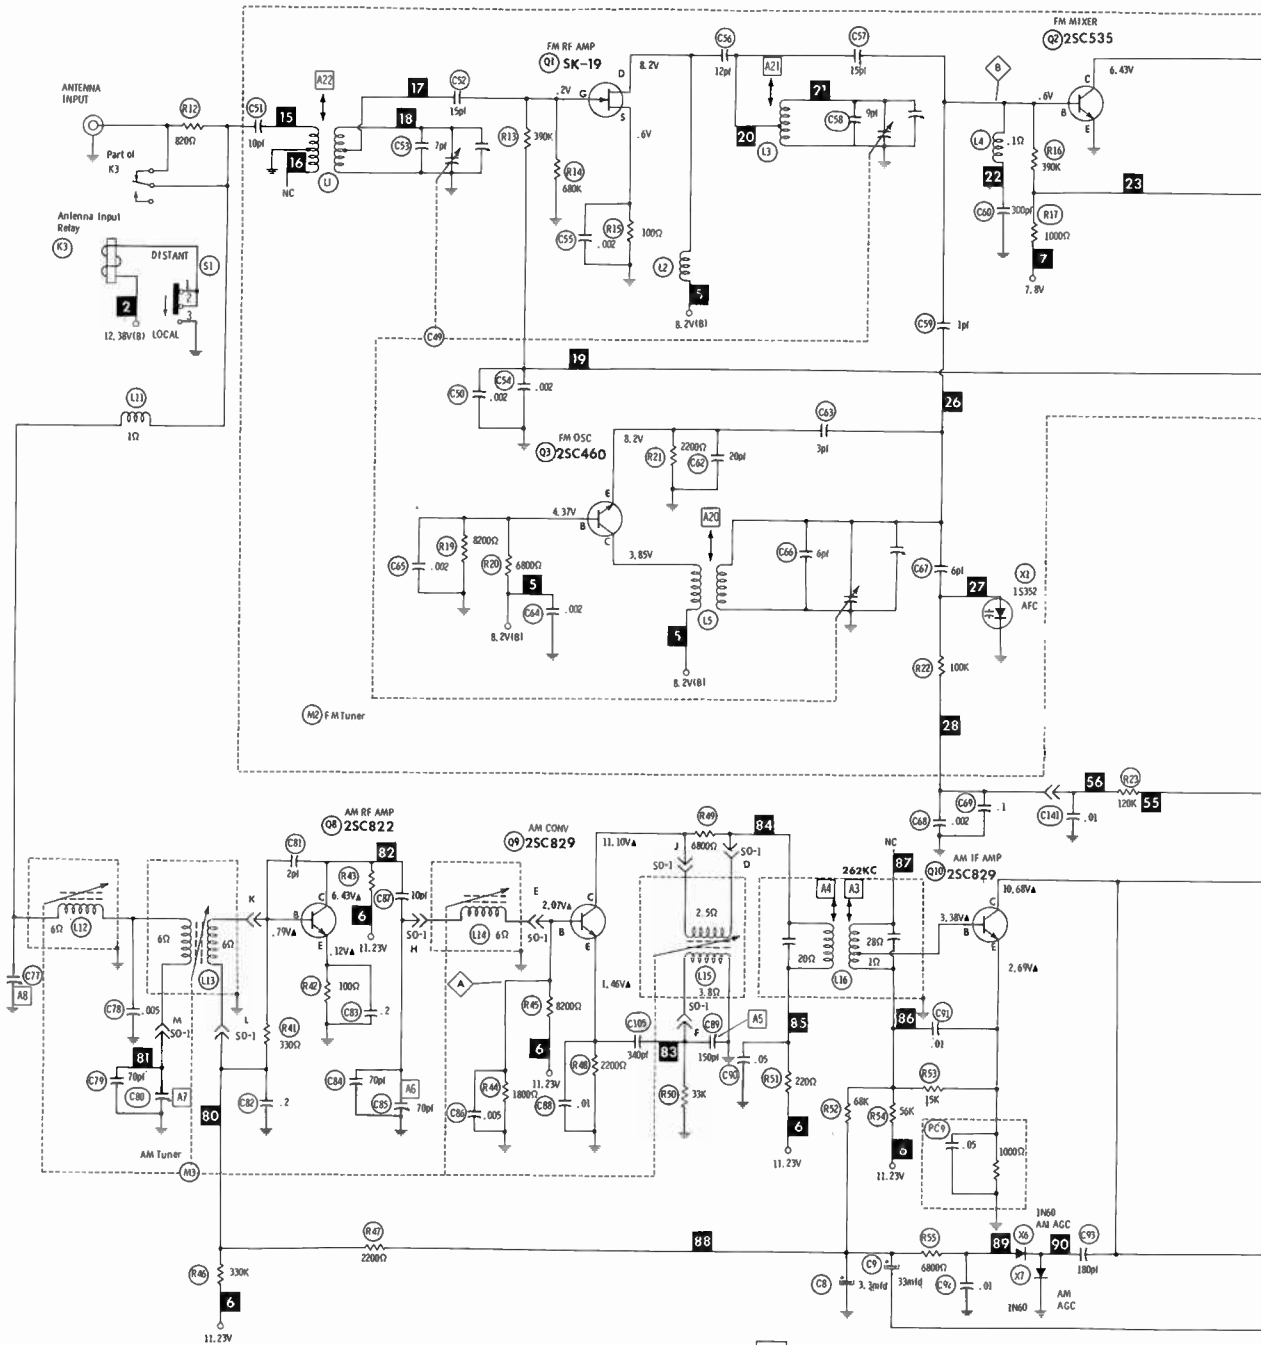 FM MIXER
Q2 2SC535
FM RF AMP
Q1 SK-19
ANTENNA
INPUT
R12
820Ω
C51
10pf
15
16
NC
A22
L1
17
18
C52
15pf
C53
7pf
.2V
G
D
S
8.2V
.6V
R13
390K
R14
680K
C55
.002
R15
100Ω
L2
5
8.2V(B)
C56
12pf
C57
15pf
A21
20
L3
21
C58
9pf
B
.6V
B
C
E
6.43V
L4
.1Ω
22
C60
300pf
R16
390K
23
R17
1000Ω
7
7.8V
Part of
K3
Antenna Input
Relay
K3
DISTANT
S1
1
2
3
2
12.38V(B)
LOCAL
C49
C59
1pf
19
C50
.002
C54
.002
L11
1Ω
26
FM OSC
Q3 2SC460
8.2V
R21
2200Ω
C62
20pf
C63
3pf
4.37V
B
E
C
3.85V
A20
C65
.002
R19
8200Ω
R20
6800Ω
5
C64
.002
8.2V(B)
5
L5
8.2V(B)
C66
6pf
C67
6pf
27
X1
1S352
AFC
R22
100K
M2 FM Tuner
28
C68
.002
C69
.1
C141
.01
56
R23
120K
55
AM RF AMP
Q8 2SC822
AM CONV
Q9 2SC829
AM IF AMP
Q10 2SC829
C81
2pf
82
R43
6.43V▲
C87
10pf
6
11.23V
K
B
C
E
.79V▲
.12V▲
6Ω
L12
6Ω
6Ω
L13
L14
6Ω
E
SO-1
H
SO-1
2.07V▲
B
C
E
11.10V▲
1.46V▲
R49
6800Ω
84
J
SO-1
SO-1
D
2.5Ω
L15
3.8Ω
SO-1
F
262KC
A4
A3
NC
87
20Ω
L16
28Ω
1Ω
10.68V▲
3.38V▲
B
C
E
2.69V▲
C77
A8
C78
.005
M
SO-1
L
SO-1
R42
100Ω
C83
.2
R41
330Ω
A
R45
8200Ω
6
11.23V
C105
340pf
83
C89
150pf
A5
85
86
C91
.01
81
C79
70pf
C80
A7
80
C82
.2
C84
70pf
C85
A6
70pf
C86
.005
R44
1800Ω
C88
.01
R48
2200Ω
R50
33K
C90
.05
R51
220Ω
6
11.23V
R52
68K
R54
56K
6
11.23V
R53
15K
PC9
.05
1000Ω
AM Tuner
M3
R47
2200Ω
88
R46
330K
6
11.23V
C8
3.3mfd
C9
33mfd
R55
6800Ω
.01
89
1N60
AM AGC
X6
90
C93
180pf
X7
1N60
AM
AGC